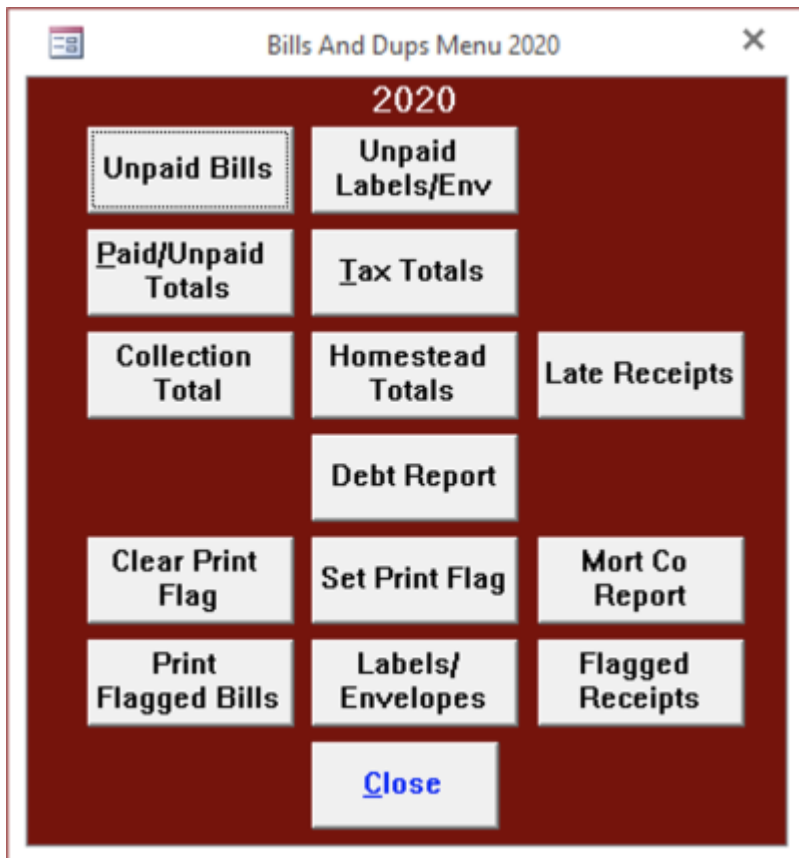 Bills And Dups Menu 2020
2020
Unpaid Bills
Unpaid
Labels/Env
Paid/Unpaid
Totals
Tax Totals
Collection
Total
Homestead
Totals
Late Receipts
Debt Report
Clear Print
Flag
Set Print Flag
Mort Co
Report
Print
Flagged Bills
Labels/
Envelopes
Flagged
Receipts
Close